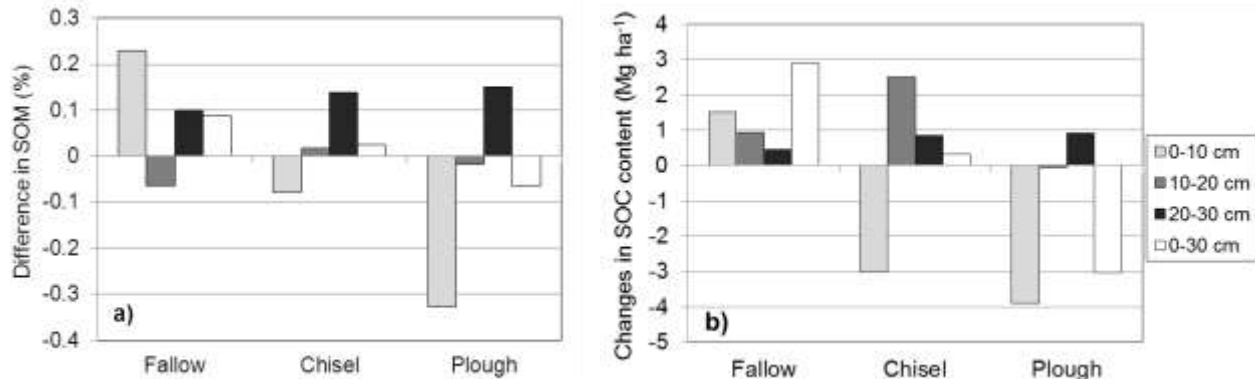 Difference in SOM (%)
0.3
0.2
0.1
0
-0.1
-0.2
-0.3
-0.4
a)
Fallow Chisel Plough
Changes in SOC content (Mg ha⁻¹)
4
3
2
1
0
-1
-2
-3
-4
-5
b)
Fallow Chisel Plough
0-10 cm
10-20 cm
20-30 cm
0-30 cm